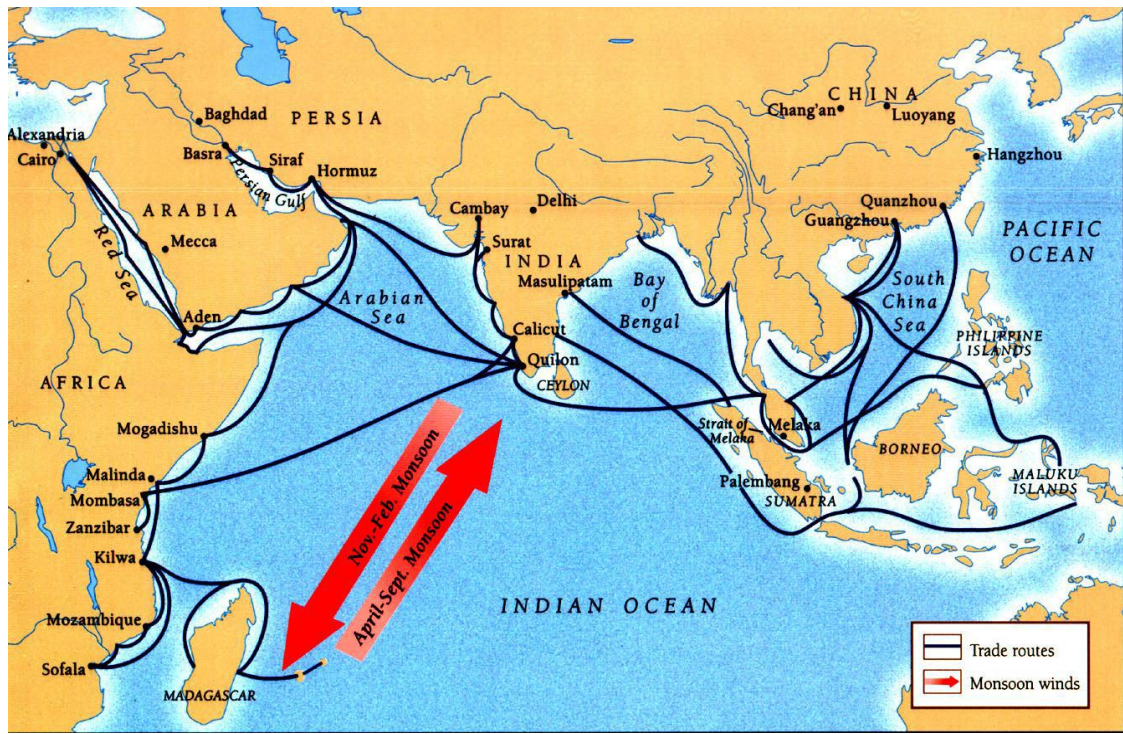 CHINA
Chang'an
Luoyang
Baghdad
PERSIA
Alexandria
Cairo
Basra
Siraf
Hormuz
Persian Gulf
Hangzhou
Delhi
Cambay
Quanzhou
Guangzhou
ARABIA
Mecca
Red Sea
Surat
INDIA
Masulipatam
PACIFIC
OCEAN
Bay
of
Bengal
South
China
Sea
Arabian
Sea
Aden
Calicut
Quilon
CEYLON
PHILIPPINE
ISLANDS
AFRICA
Mogadishu
Strait of
Melaka
Melaka
BORNEO
Malinda
Mombasa
Zanzibar
Kilwa
Palembang
SUMATRA
MALUKU
ISLANDS
Nov.-Feb. Monsoon
April-Sept. Monsoon
INDIAN OCEAN
Mozambique
Sofala
MADAGASCAR
Trade routes
Monsoon winds